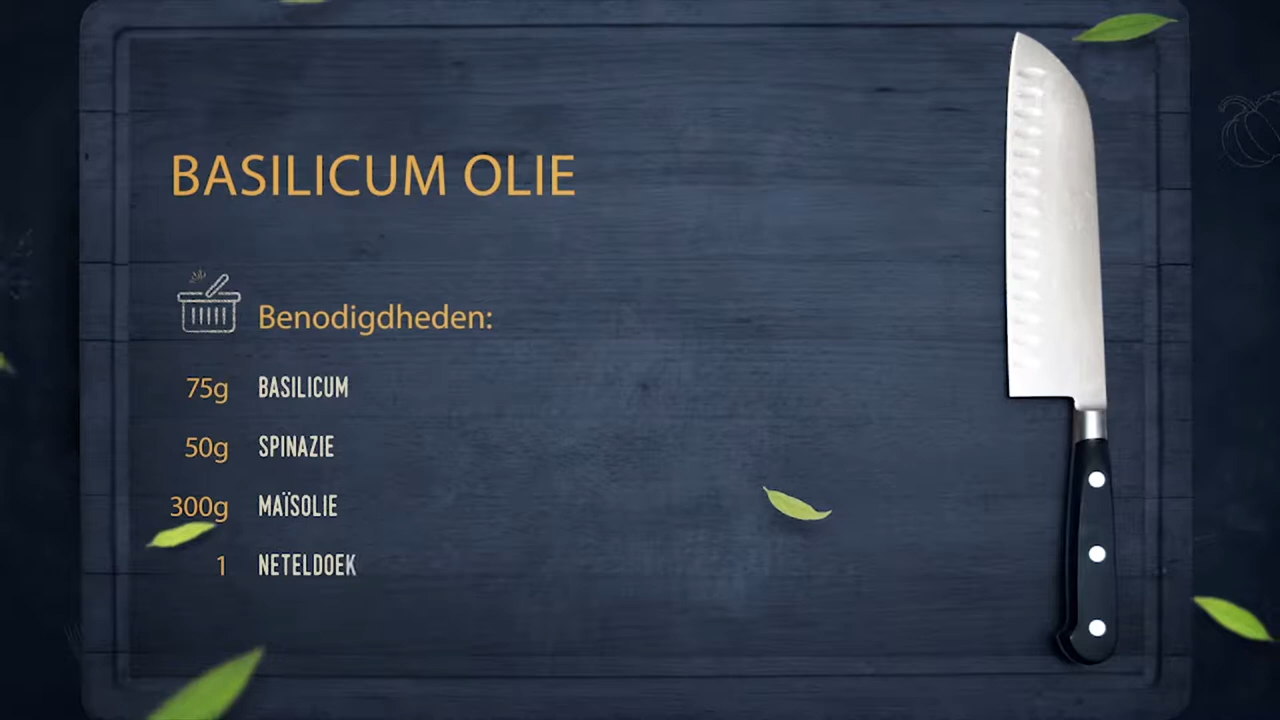 BASILICUM OLIE
Benodigdheden:
75g BASILICUM
50g SPINAZIE
300g MAÏSOLIE
1 NETELDOEK